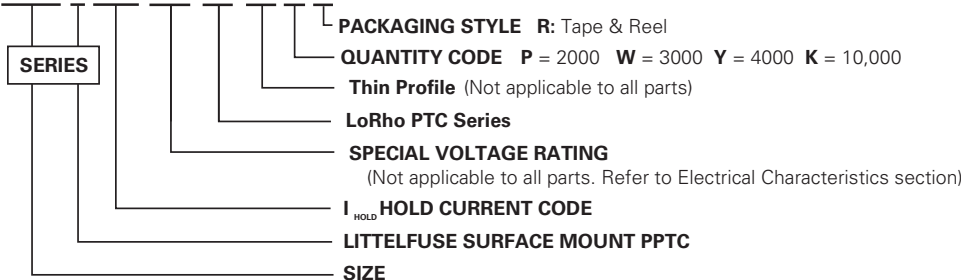 PACKAGING STYLE R: Tape & Reel
SERIES
QUANTITY CODE P = 2000 W = 3000 Y = 4000 K = 10,000
Thin Profile (Not applicable to all parts)
LoRho PTC Series
SPECIAL VOLTAGE RATING
(Not applicable to all parts. Refer to Electrical Characteristics section)
I HOLD HOLD CURRENT CODE
LITTELFUSE SURFACE MOUNT PPTC
SIZE